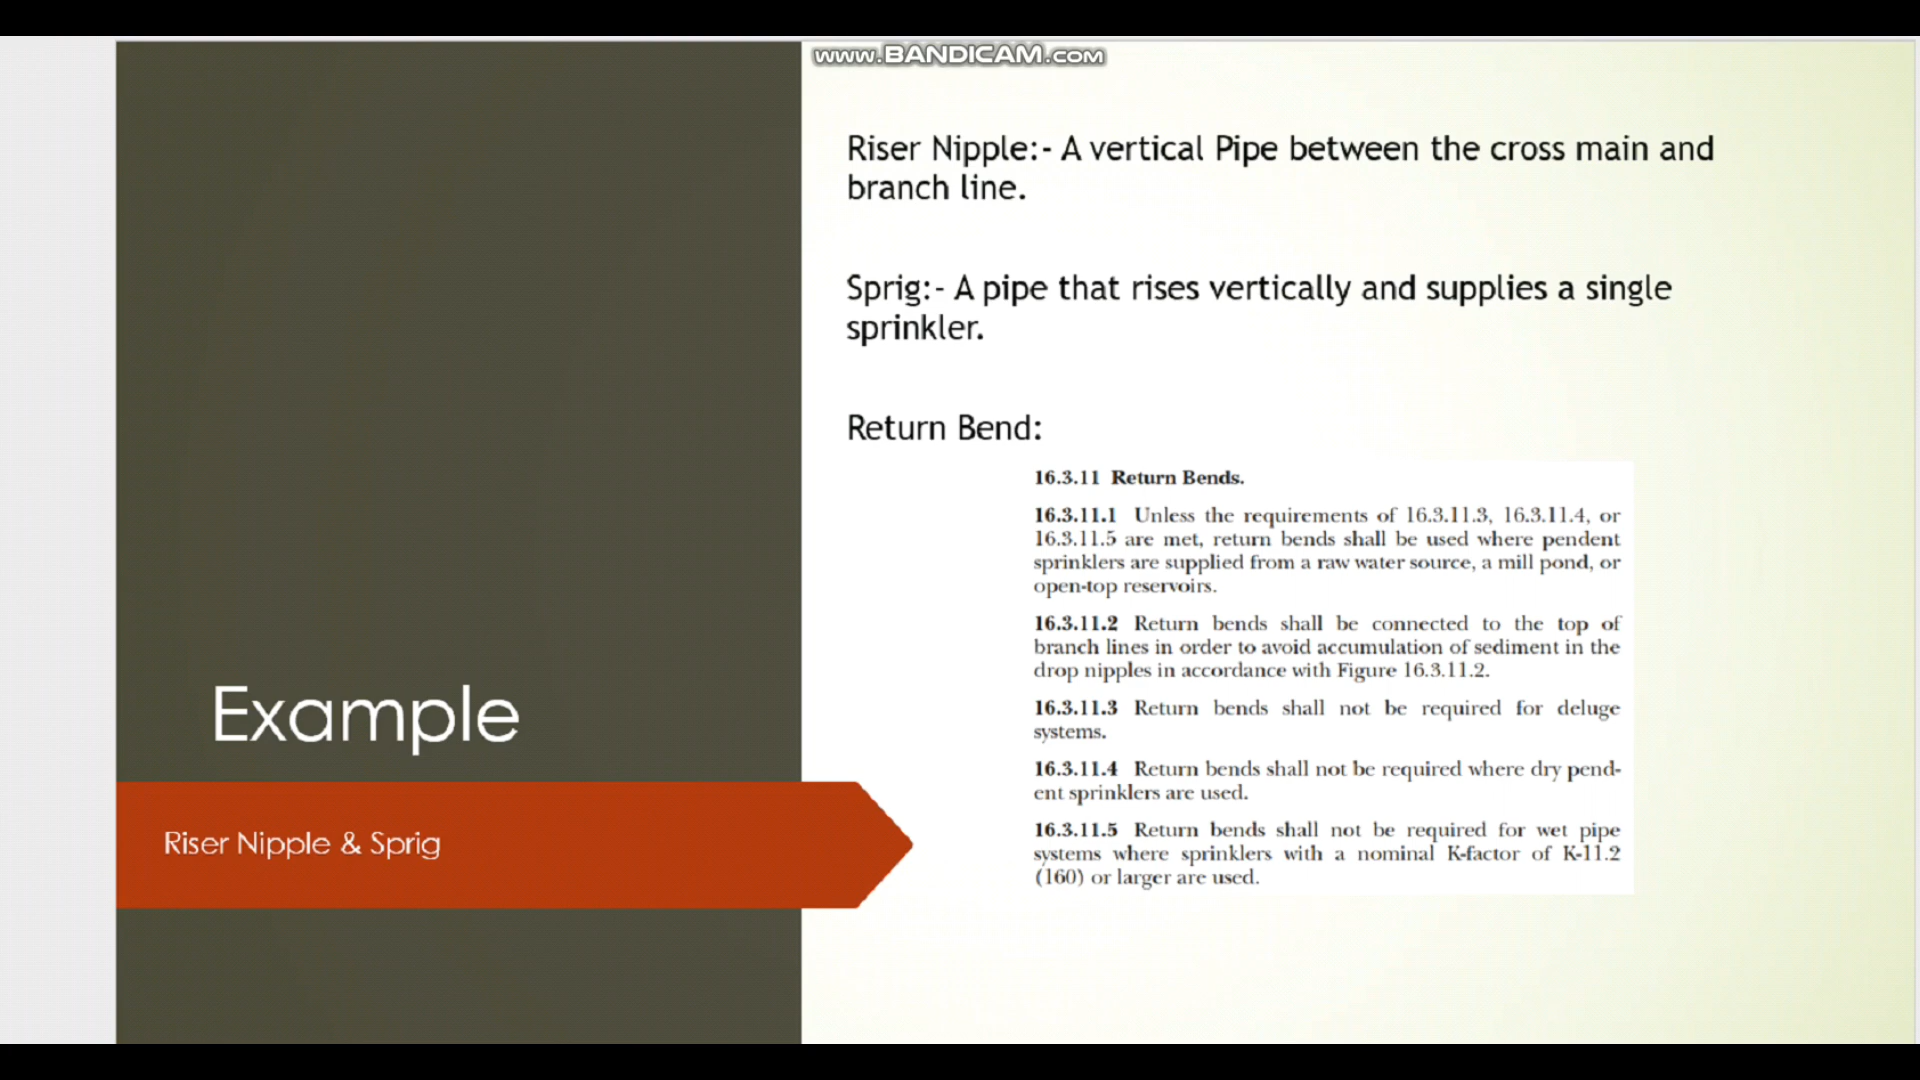 www.BANDICAM.COM
Riser Nipple:- A vertical Pipe between the cross main and
branch line.
Sprig:- A pipe that rises vertically and supplies a single
sprinkler.
Return Bend:
16.3.11 Return Bends.
16.3.11.1 Unless the requirements of 16.3.11.3, 16.3.11.4, or
16.3.11.5 are met, return bends shall be used where pendent
sprinklers are supplied from a raw water source, a mill pond, or
open-top reservoirs.
16.3.11.2 Return bends shall be connected to the top of
branch lines in order to avoid accumulation of sediment in the
drop nipples in accordance with Figure 16.3.11.2.
16.3.11.3 Return bends shall not be required for deluge
systems.
16.3.11.4 Return bends shall not be required where dry pend-
ent sprinklers are used.
16.3.11.5 Return bends shall not be required for wet pipe
systems where sprinklers with a nominal K-factor of K-11.2
(160) or larger are used.
Example
Riser Nipple & Sprig